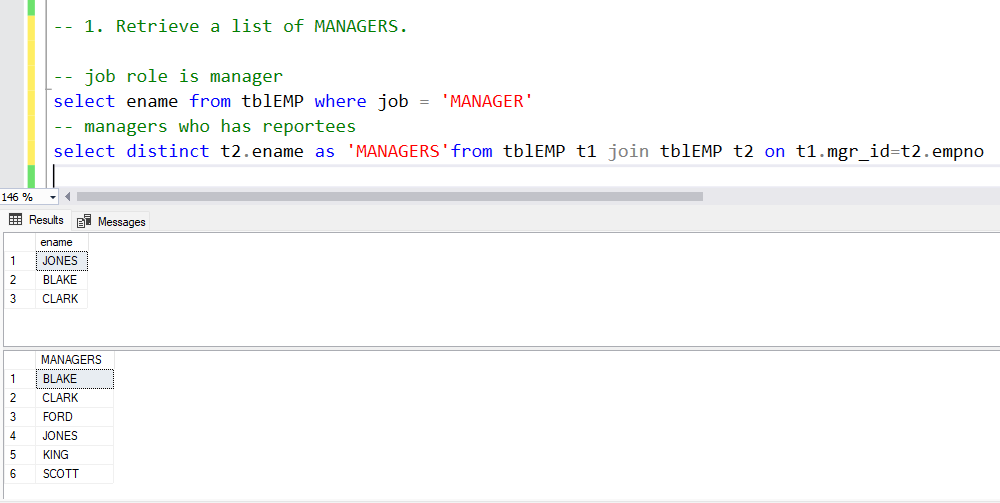 -- 1. Retrieve a list of MANAGERS.
-- job role is manager
select ename from tblEMP where job = 'MANAGER'
-- managers who has reportees
select distinct t2.ename as 'MANAGERS'from tblEMP t1 join tblEMP t2 on t1.mgr_id=t2.empno
146 %
Results Messages
ename
1 JONES
2 BLAKE
3 CLARK
MANAGERS
1 BLAKE
2 CLARK
3 FORD
4 JONES
5 KING
6 SCOTT